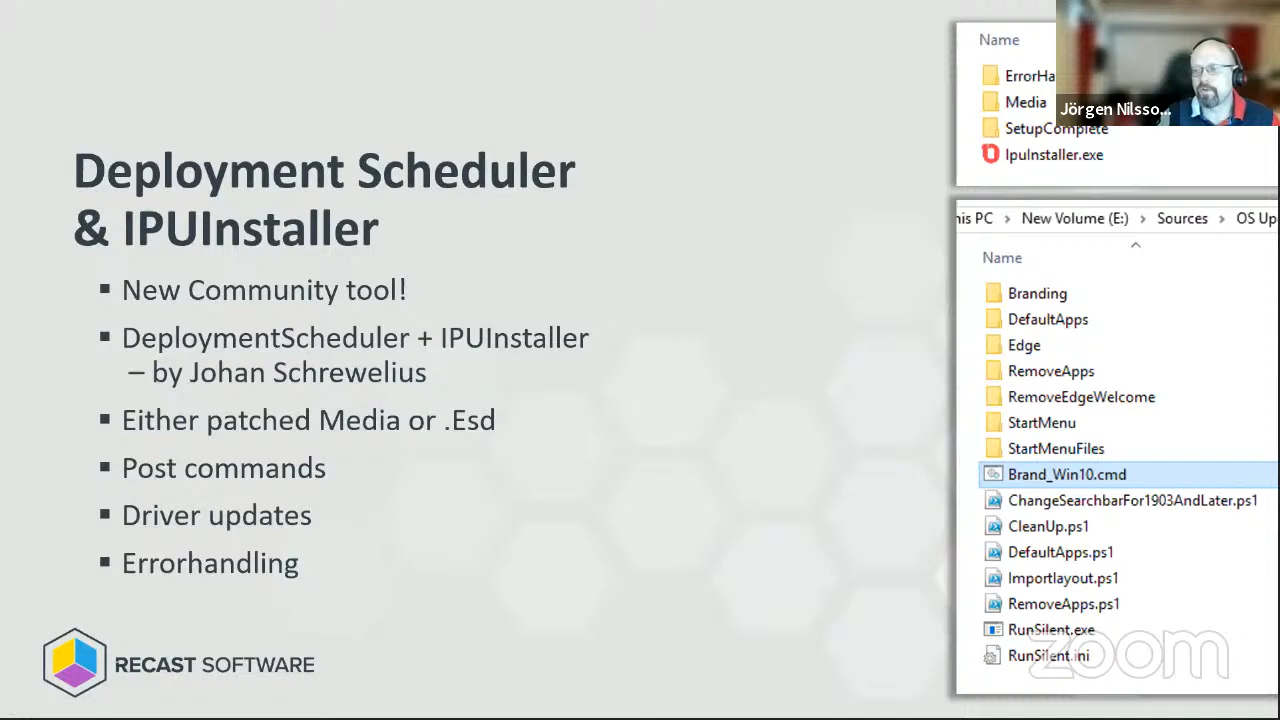 Deployment Scheduler
& IPUInstaller
▪ New Community tool!
▪ DeploymentScheduler + IPUInstaller
– by Johan Schrewelius
▪ Either patched Media or .Esd
▪ Post commands
▪ Driver updates
▪ Errorhandling
RECAST SOFTWARE
Name
ErrorHa
Media
SetupComplete
IpuInstaller.exe
Jörgen Nilsso...
his PC > New Volume (E:) > Sources > OS Up
Name
Branding
DefaultApps
Edge
RemoveApps
RemoveEdgeWelcome
StartMenu
StartMenuFiles
Brand_Win10.cmd
ChangeSearchbarFor1903AndLater.ps1
CleanUp.ps1
DefaultApps.ps1
Importlayout.ps1
RemoveApps.ps1
RunSilent.exe
RunSilent.ini
zoom